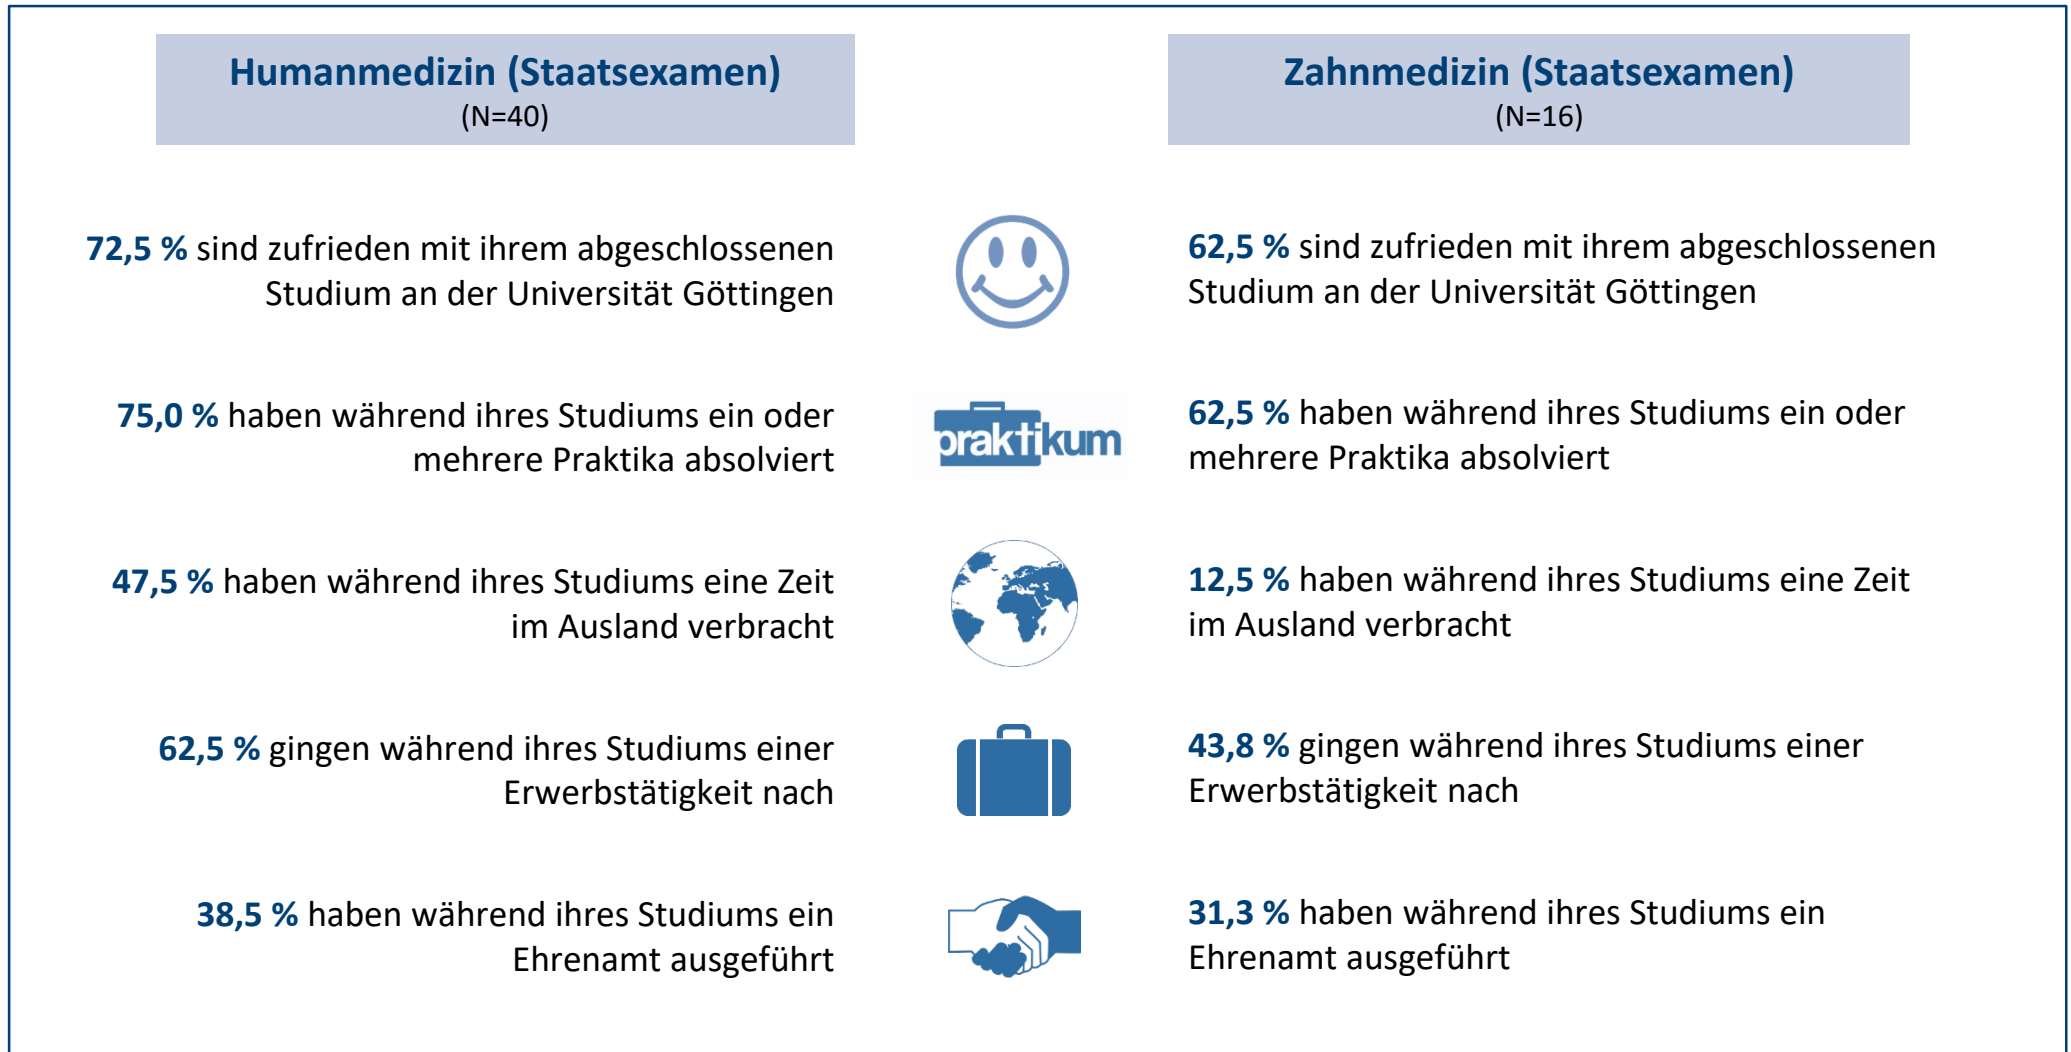 Humanmedizin (Staatsexamen)
(N=40)
Zahnmedizin (Staatsexamen)
(N=16)
72,5 % sind zufrieden mit ihrem abgeschlossenen
Studium an der Universität Göttingen
62,5 % sind zufrieden mit ihrem abgeschlossenen
Studium an der Universität Göttingen
75,0 % haben während ihres Studiums ein oder
mehrere Praktika absolviert
praktikum
62,5 % haben während ihres Studiums ein oder
mehrere Praktika absolviert
47,5 % haben während ihres Studiums eine Zeit
im Ausland verbracht
12,5 % haben während ihres Studiums eine Zeit
im Ausland verbracht
62,5 % gingen während ihres Studiums einer
Erwerbstätigkeit nach
43,8 % gingen während ihres Studiums einer
Erwerbstätigkeit nach
38,5 % haben während ihres Studiums ein
Ehrenamt ausgeführt
31,3 % haben während ihres Studiums ein
Ehrenamt ausgeführt